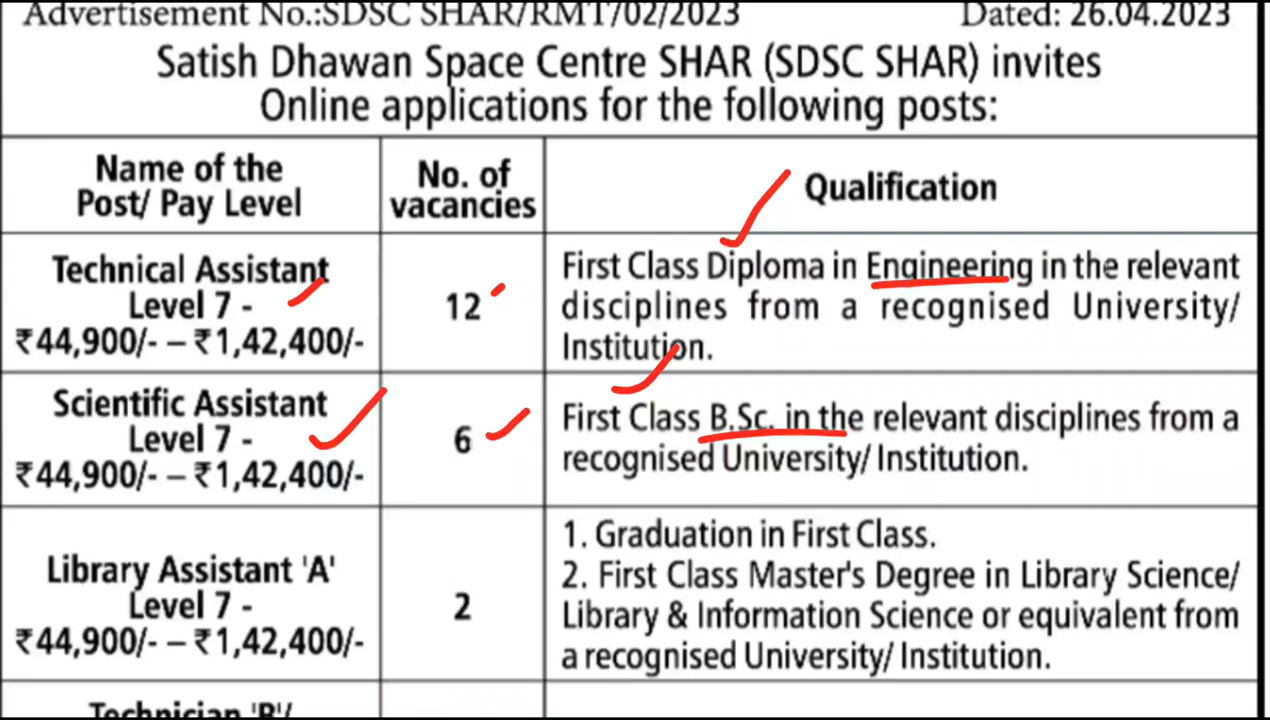 Advertisement No.:SDSC SHAR/RMT/02/2023 Dated: 26.04.2023
Satish Dhawan Space Centre SHAR (SDSC SHAR) invites
Online applications for the following posts:
Name of the
Post/ Pay Level
No. of
vacancies
Qualification
Technical Assistant
Level 7 -
₹44,900/- – ₹1,42,400/-
12
First Class Diploma in Engineering in the relevant
disciplines from a recognised University/
Institution.
Scientific Assistant
Level 7 -
₹44,900/- – ₹1,42,400/-
6
First Class B.Sc. in the relevant disciplines from a
recognised University/ Institution.
Library Assistant 'A'
Level 7 -
₹44,900/- – ₹1,42,400/-
2
1. Graduation in First Class.
2. First Class Master's Degree in Library Science/
Library & Information Science or equivalent from
a recognised University/ Institution.
Technician 'B'/